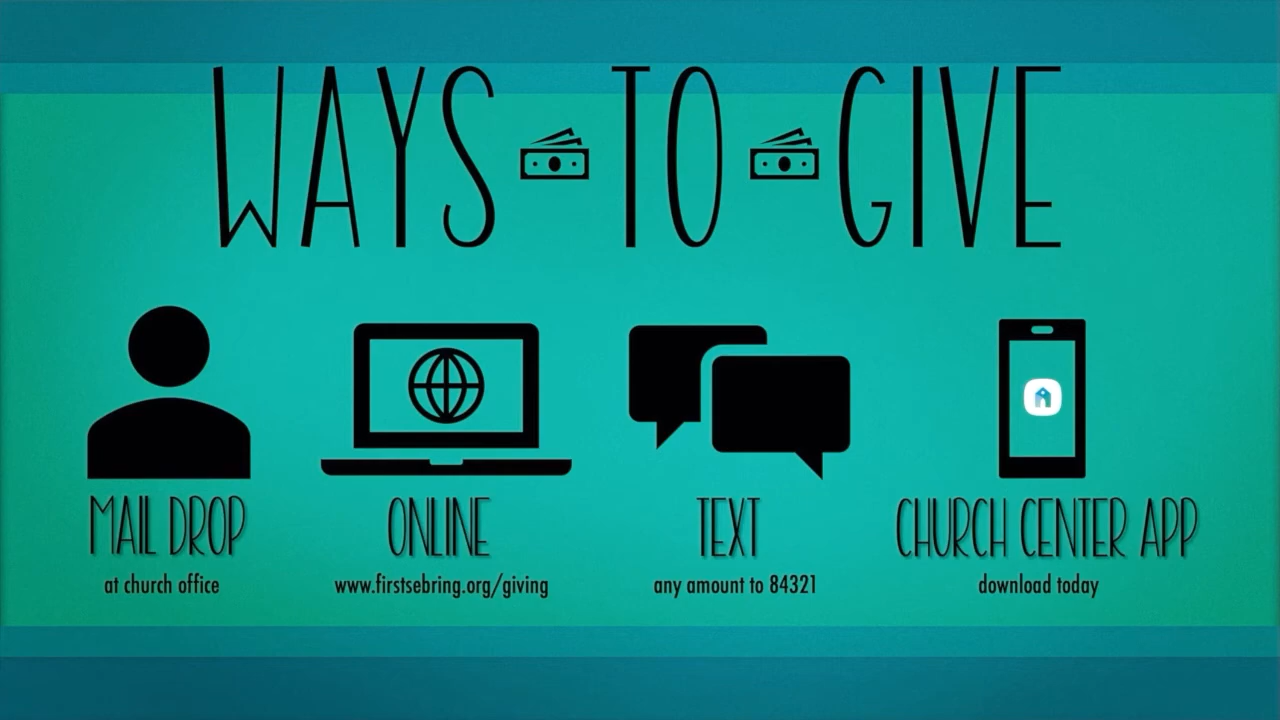 WAYS TO GIVE
MAIL DROP
at church office
ONLINE
www.firstsebring.org/giving
TEXT
any amount to 84321
CHURCH CENTER APP
download today